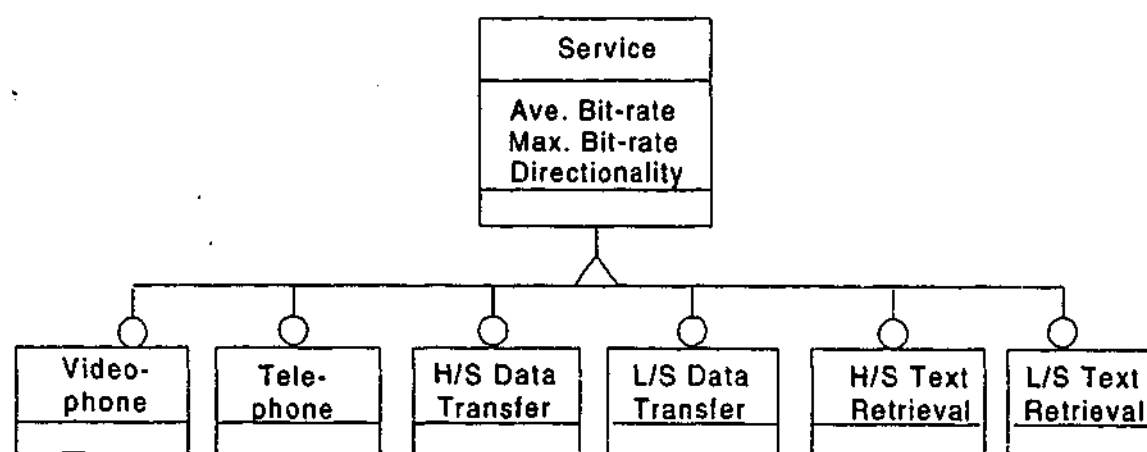 Service
Ave. Bit-rate
Max. Bit-rate
Directionality
Video-
phone
Tele-
phone
H/S Data
Transfer
L/S Data
Transfer
H/S Text
Retrieval
L/S Text
Retrieval